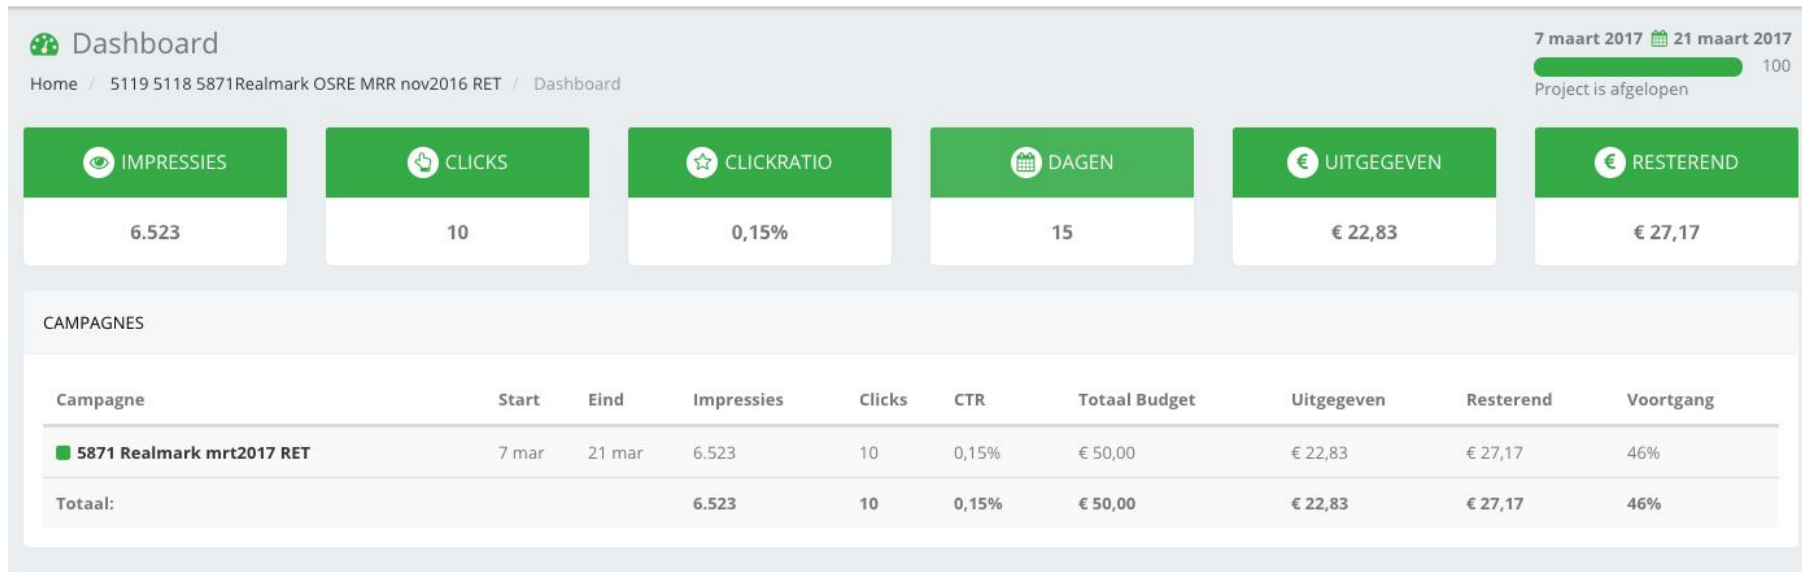 Dashboard
7 maart 2017 21 maart 2017
100
Home / 5119 5118 5871Realmark OSRE MRR nov2016 RET / Dashboard
Project is afgelopen
IMPRESSIES CLICKS CLICKRATIO DAGEN € UITGEGEVEN € RESTEREND
6.523 10 0,15% 15 € 22,83 € 27,17
CAMPAGNES
Campagne Start Eind Impressies Clicks CTR Totaal Budget Uitgegeven Resterend Voortgang
5871 Realmark mrt2017 RET 7 mar 21 mar 6.523 10 0,15% € 50,00 € 22,83 € 27,17 46%
Totaal: 6.523 10 0,15% € 50,00 € 22,83 € 27,17 46%